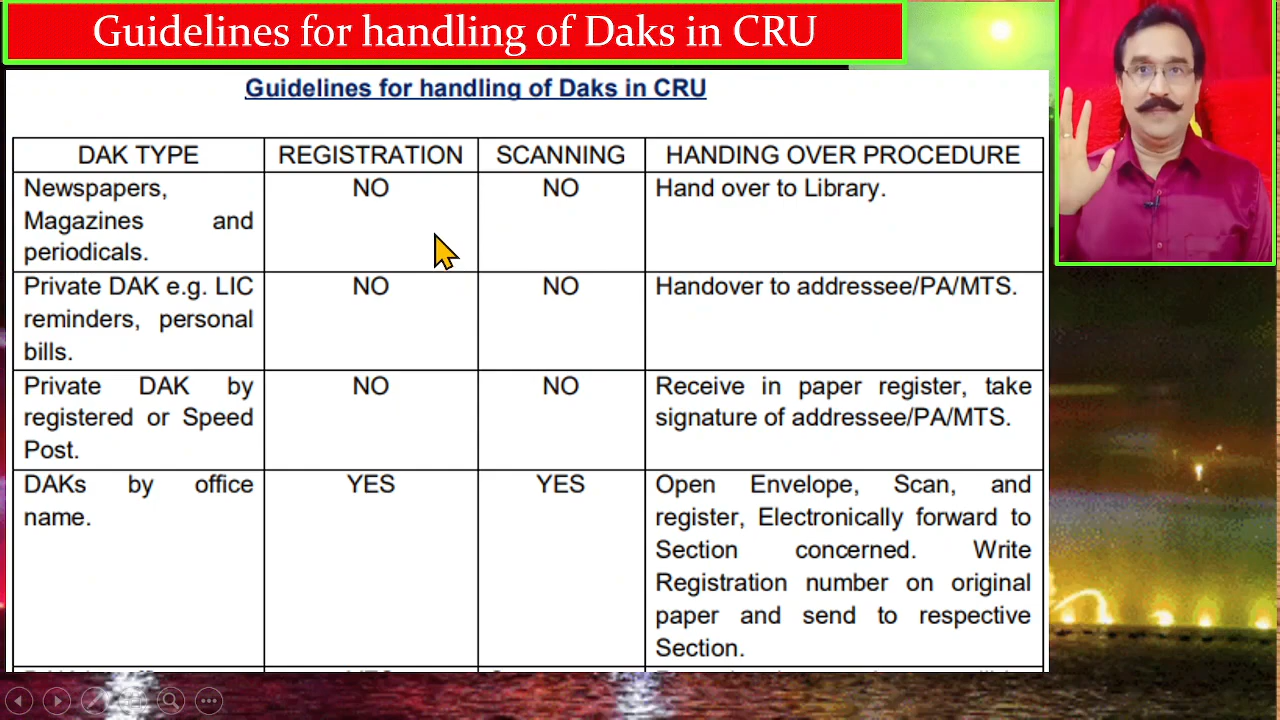 Guidelines for handling of Daks in CRU
Guidelines for handling of Daks in CRU
DAK TYPE REGISTRATION SCANNING HANDING OVER PROCEDURE
Newspapers, NO NO Hand over to Library.
Magazines and
periodicals.
Private DAK e.g. LIC NO NO Handover to addressee/PA/MTS.
reminders, personal
bills.
Private DAK by NO NO Receive in paper register, take
registered or Speed signature of addressee/PA/MTS.
Post.
DAKs by office YES YES Open Envelope, Scan, and
name. register, Electronically forward to
Section concerned. Write
Registration number on original
paper and send to respective
Section.